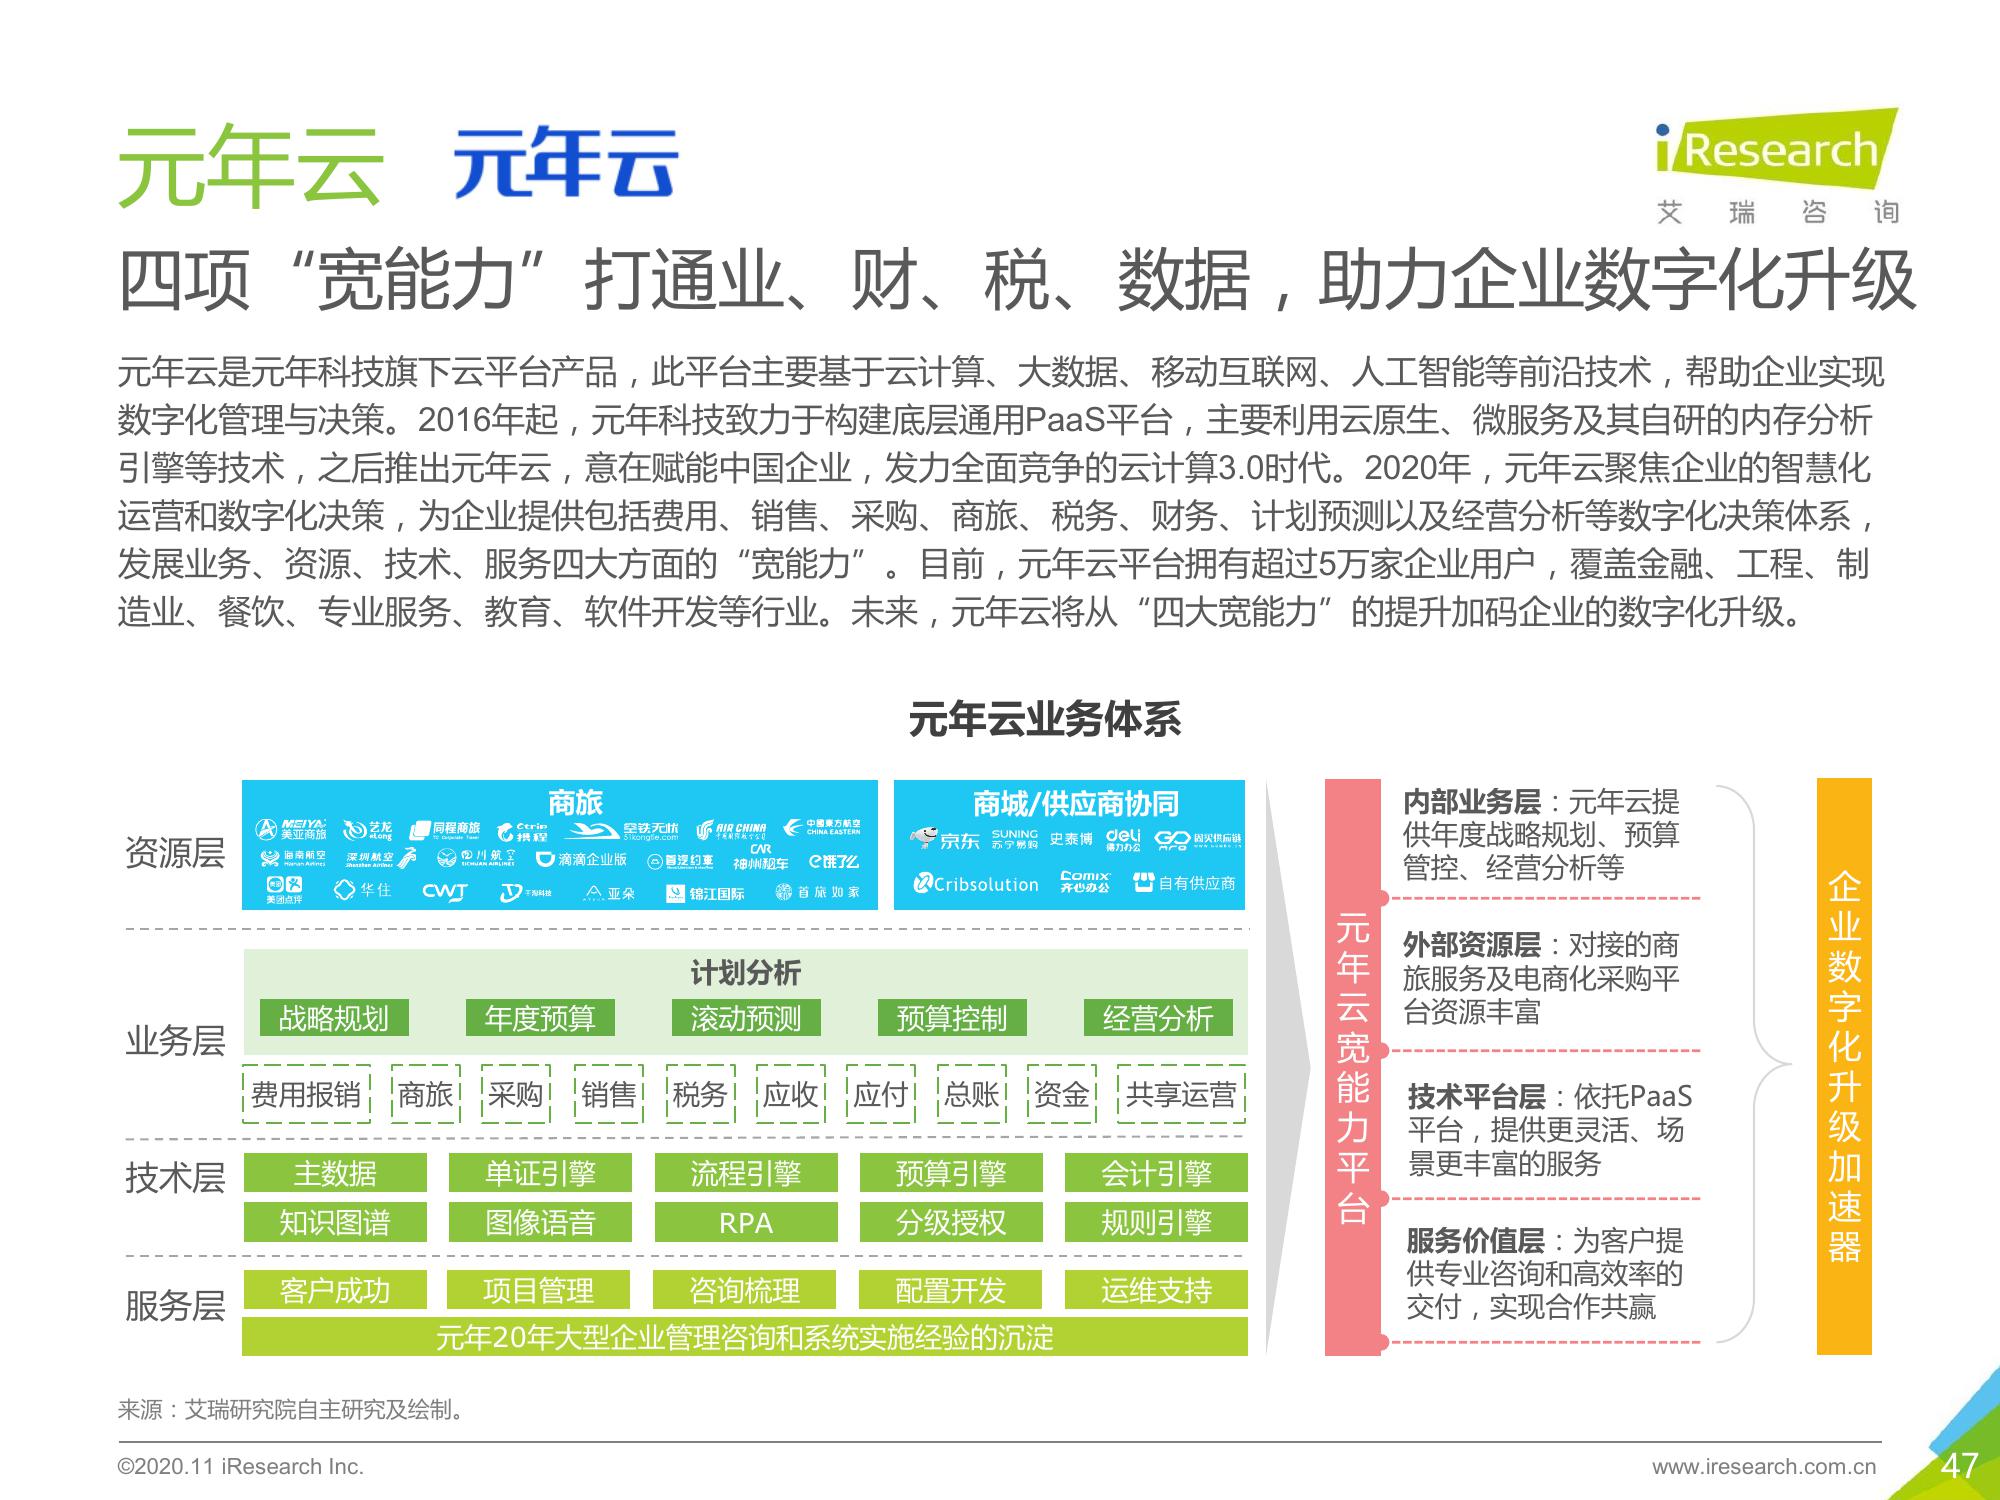 元年云 元年云
iResearch
艾瑞咨询
四项“宽能力”打通业、财、税、数据，助力企业数字化升级
元年云是元年科技旗下云平台产品，此平台主要基于云计算、大数据、移动互联网、人工智能等前沿技术，帮助企业实现
数字化管理与决策。2016年起，元年科技致力于构建底层通用PaaS平台，主要利用云原生、微服务及其自研的内存分析
引擎等技术，之后推出元年云，意在赋能中国企业，发力全面竞争的云计算3.0时代。2020年，元年云聚焦企业的智慧化
运营和数字化决策，为企业提供包括费用、销售、采购、商旅、税务、财务、计划预测以及经营分析等数字化决策体系，
发展业务、资源、技术、服务四大方面的“宽能力”。目前，元年云平台拥有超过5万家企业用户，覆盖金融、工程、制
造业、餐饮、专业服务、教育、软件开发等行业。未来，元年云将从“四大宽能力”的提升加码企业的数字化升级。
元年云业务体系
资源层
商旅
MEIYA 美亚商旅 艺龙 eLong 同程商旅 Ctrip 携程 空铁无忧 51kongtie.com AIR CHINA 中國東方航空 CHINA EASTERN
海南航空 Hainan Airlines 深圳航空 Shenzhen Airlines 四川航空 SICHUAN AIRLINES 滴滴企业版 首汽约車 CAR 神州租车 饿了么
美团 美团点评 华住 CWT 亚朵 锦江国际 首旅如家
商城/供应商协同
京东 SUNING 苏宁易购 史泰博 deli 得力办公 固买供应链
Cribsolution Comix 齐心办公 自有供应商
业务层
计划分析
战略规划 年度预算 滚动预测 预算控制 经营分析
费用报销 商旅 采购 销售 税务 应收 应付 总账 资金 共享运营
技术层
主数据 单证引擎 流程引擎 预算引擎 会计引擎
知识图谱 图像语音 RPA 分级授权 规则引擎
服务层
客户成功 项目管理 咨询梳理 配置开发 运维支持
元年20年大型企业管理咨询和系统实施经验的沉淀
元年云宽能力平台
内部业务层：元年云提
供年度战略规划、预算
管控、经营分析等
外部资源层：对接的商
旅服务及电商化采购平
台资源丰富
技术平台层：依托PaaS
平台，提供更灵活、场
景更丰富的服务
服务价值层：为客户提
供专业咨询和高效率的
交付，实现合作共赢
企业数字化升级加速器
来源：艾瑞研究院自主研究及绘制。
©2020.11 iResearch Inc.
www.iresearch.com.cn
47